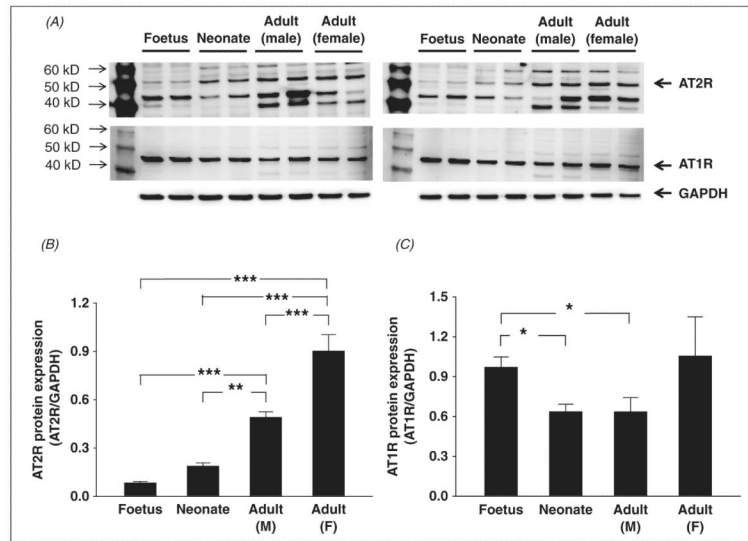 (A)
Foetus Neonate Adult (male) Adult (female)
Foetus Neonate Adult (male) Adult (female)
60 kD
50 kD
40 kD
AT2R
60 kD
50 kD
40 kD
AT1R
GAPDH
(B)
AT2R protein expression
(AT2R/GAPDH)
1.2
0.9
0.6
0.3
0.0
***
***
***
***
**
Foetus Neonate Adult (M) Adult (F)
(C)
AT1R protein expression
(AT1R/GAPDH)
1.5
1.2
0.9
0.6
0.3
0.0
*
*
Foetus Neonate Adult (M) Adult (F)